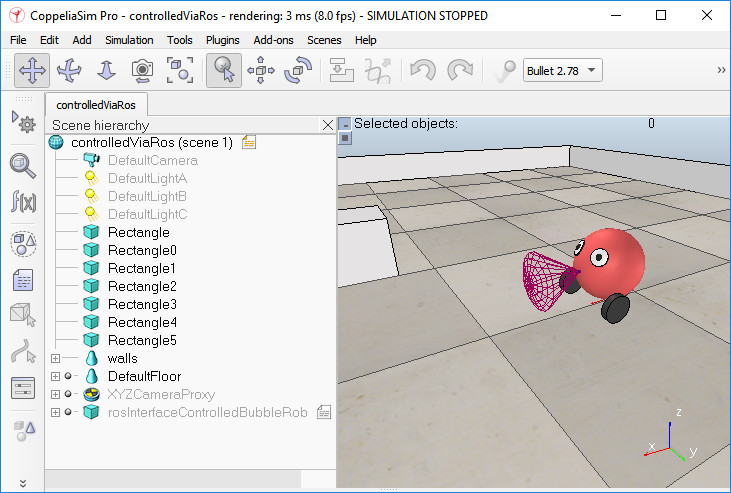 CoppeliaSim Pro - controlledViaRos - rendering: 3 ms (8.0 fps) - SIMULATION STOPPED
File Edit Add Simulation Tools Plugins Add-ons Scenes Help
Bullet 2.78 »
controlledViaRos
Scene hierarchy
Selected objects: 0
controlledViaRos (scene 1)
DefaultCamera
DefaultLightA
DefaultLightB
DefaultLightC
Rectangle
Rectangle0
Rectangle1
Rectangle2
Rectangle3
Rectangle4
Rectangle5
walls
DefaultFloor
XYZCameraProxy
rosInterfaceControlledBubbleRob
f(x)
z
x
y